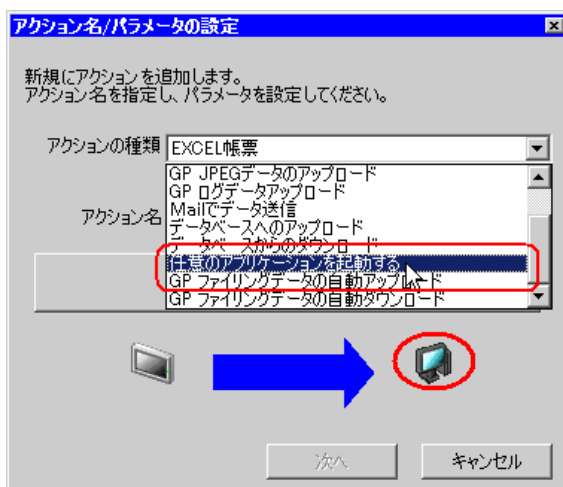 アクション名/パラメータの設定
新規にアクションを追加します。
アクション名を指定し、パラメータを設定してください。
アクションの種類 EXCEL帳票
GP JPEGデータのアップロード
GP ログデータアップロード
Mailでデータ送信
アクション名
データベースへのアップロード
データベースからのダウンロード
任意のアプリケーションを起動する
GP ファイリングデータの自動アップロード
GP ファイリングデータの自動ダウンロード
次へ キャンセル